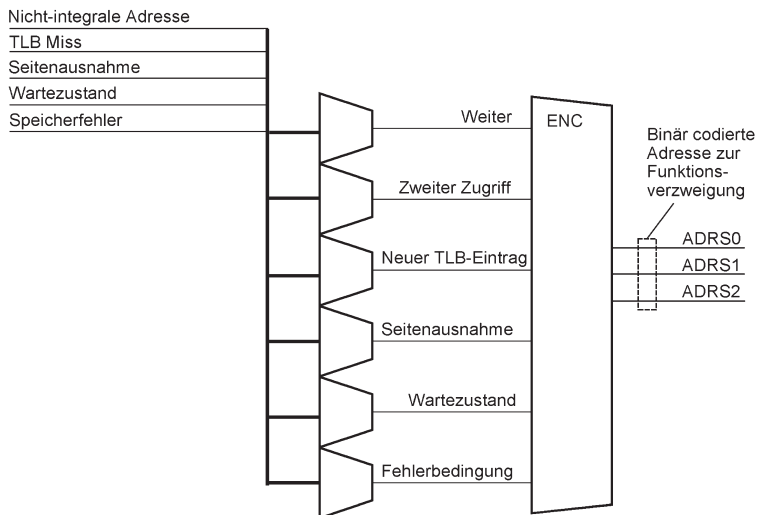 Nicht-integrale Adresse
TLB Miss
Seitenausnahme
Wartezustand
Speicherfehler
Weiter
Zweiter Zugriff
Neuer TLB-Eintrag
Seitenausnahme
Wartezustand
Fehlerbedingung
ENC
Binär codierte
Adresse zur
Funktions-
verzweigung
ADRS0
ADRS1
ADRS2